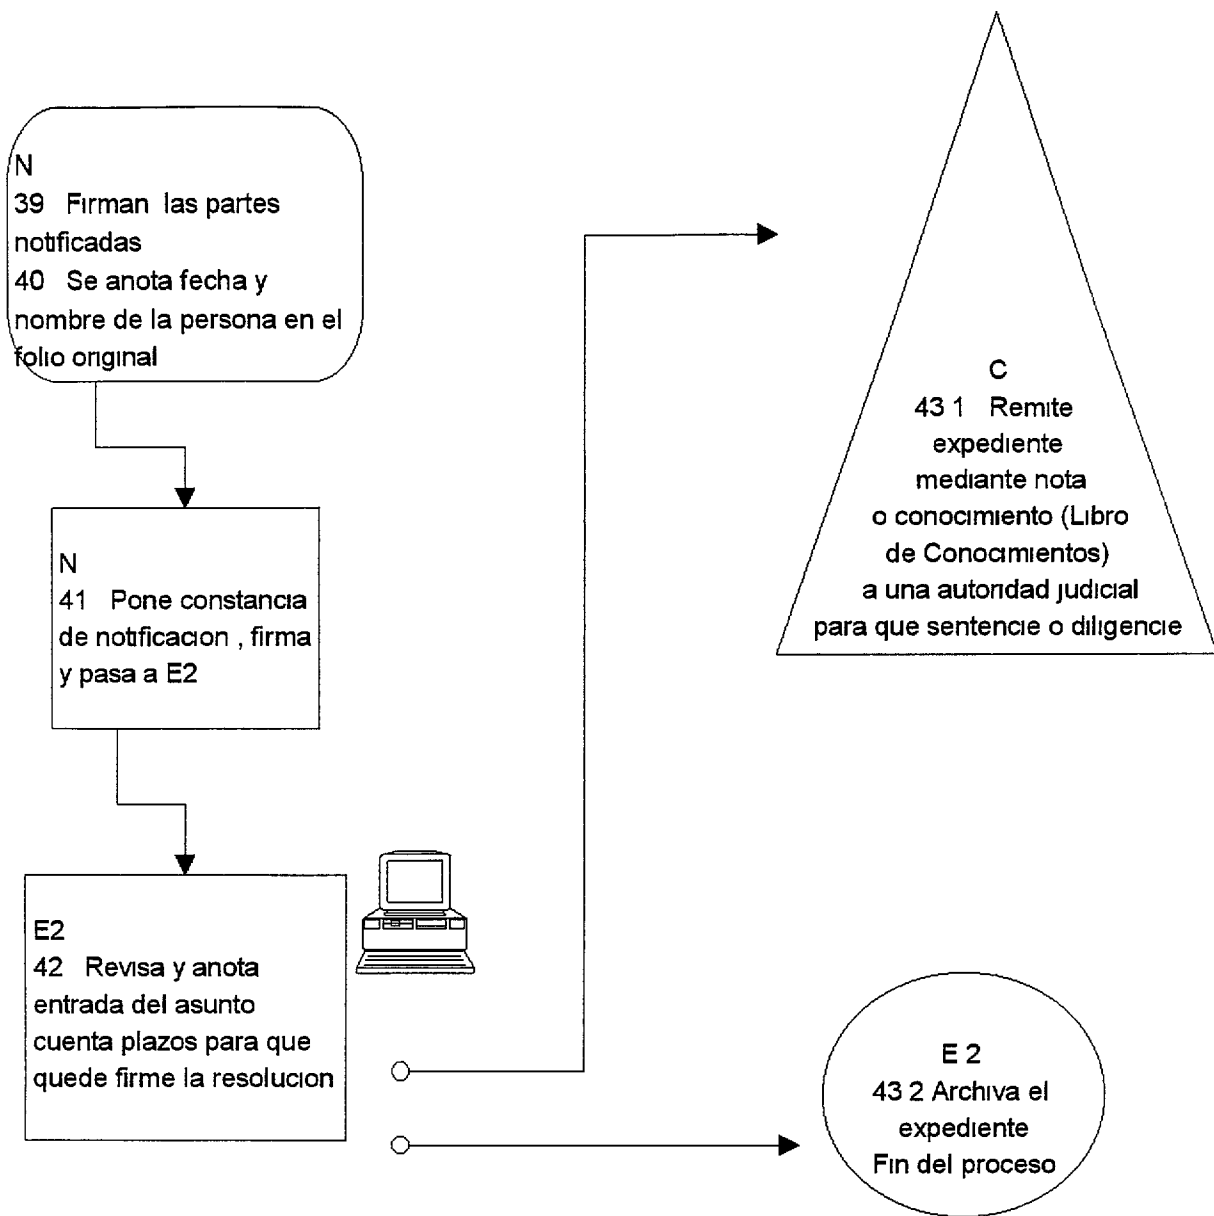 N
39 Firman las partes
notificadas
40 Se anota fecha y
nombre de la persona en el
folio original
N
41 Pone constancia
de notificacion , firma
y pasa a E2
E2
42 Revisa y anota
entrada del asunto
cuenta plazos para que
quede firme la resolucion
C
43 1 Remite
expediente
mediante nota
o conocimiento (Libro
de Conocimientos)
a una autoridad judicial
para que sentencie o diligencie
E 2
43 2 Archiva el
expediente
Fin del proceso